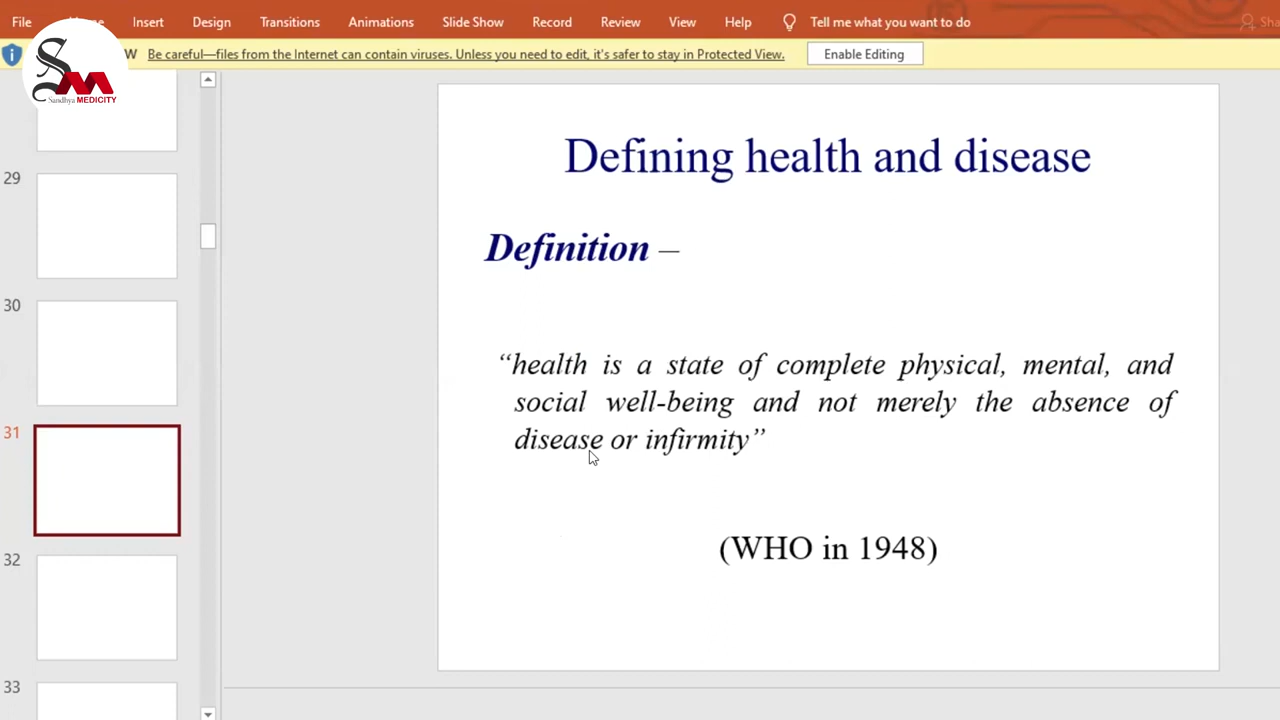 File Home Insert Design Transitions Animations Slide Show Record Review View Help Tell me what you want to do Sha
W Be careful—files from the Internet can contain viruses. Unless you need to edit, it's safer to stay in Protected View. Enable Editing
SM
Sandhya MEDICITY
29
30
31
32
33
Defining health and disease
Definition –
“health is a state of complete physical, mental, and
social well-being and not merely the absence of
disease or infirmity”
(WHO in 1948)